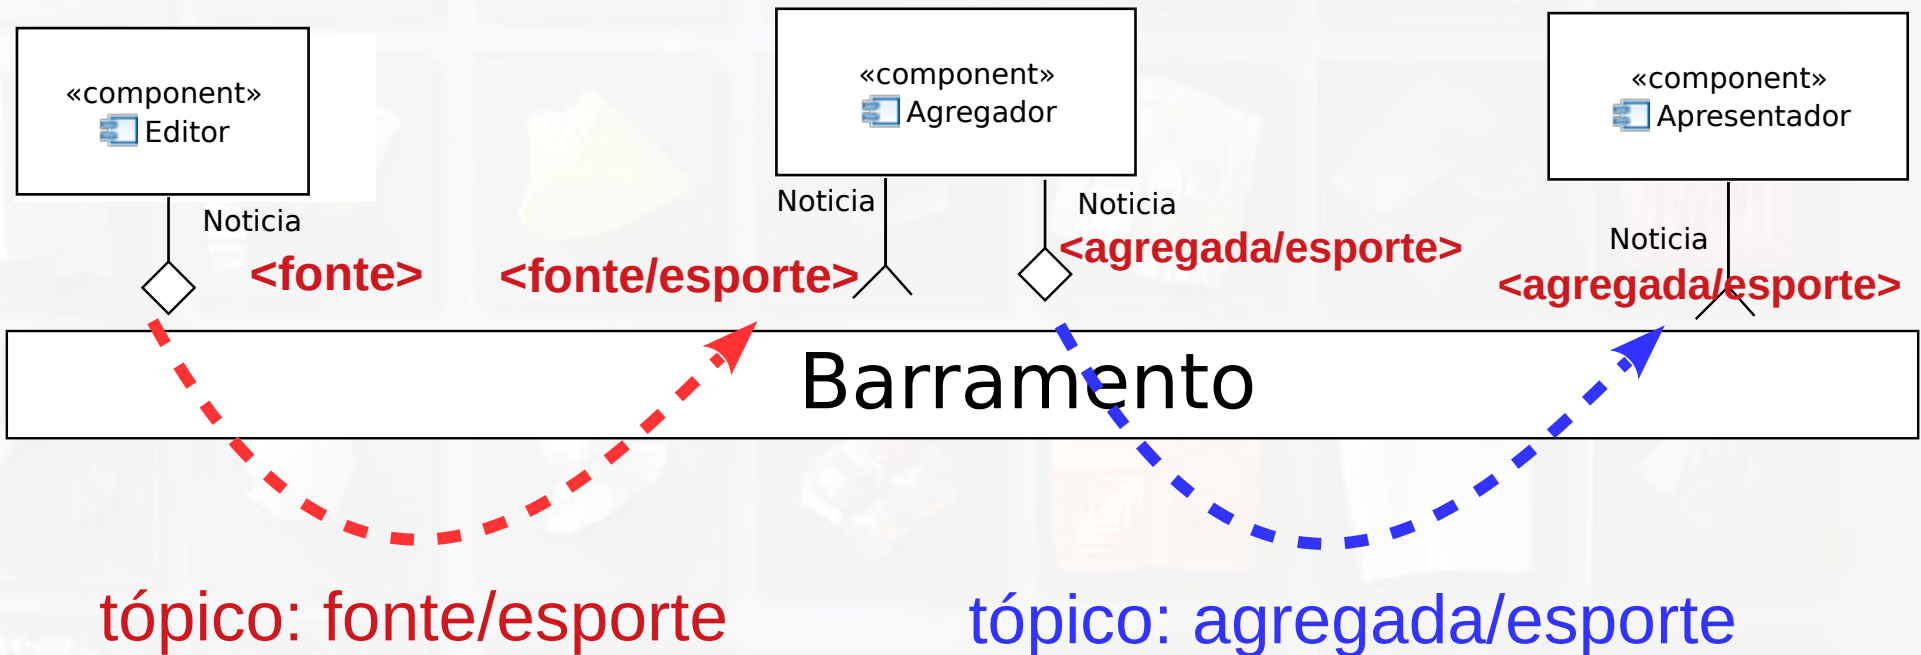 «component»
Editor
Noticia
<fonte>
«component»
Agregador
Noticia
<fonte/esporte>
Noticia
<agregada/esporte>
«component»
Apresentador
Noticia
<agregada/esporte>
Barramento
tópico: fonte/esporte
tópico: agregada/esporte